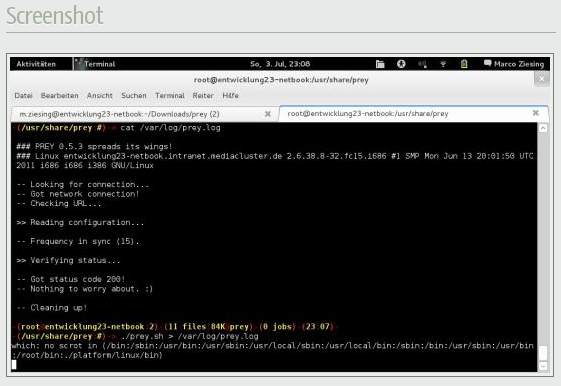 Screenshot
Aktivitäten Terminal So, 3. Jul, 23:08 Marco Ziesing
root@entwicklung23-netbook:/usr/share/prey
Datei Bearbeiten Ansicht Suchen Terminal Reiter Hilfe
m.ziesing@entwicklung23-netbook:~/Downloads/prey (2) root@entwicklung23-netbook:/usr/share/prey
-(/usr/share/prey:#)-> cat /var/log/prey.log
### PREY 0.5.3 spreads its wings!
### Linux entwicklung23-netbook.intranet.mediacluster.de 2.6.38.8-32.fc15.i686 #1 SMP Mon Jun 13 20:01:50 UTC
2011 i686 i686 i386 GNU/Linux
-- Looking for connection...
-- Got network connection!
-- Checking URL...
>> Reading configuration...
-- Frequency in sync (15).
>> Verifying status...
-- Got status code 200!
-- Nothing to worry about. :)
-- Cleaning up!
-(root@entwicklung23-netbook:2)-(11 files:84K@prey)-(0 jobs)-(23:07)-
-(/usr/share/prey:#)-> ./prey.sh > /var/log/prey.log
which: no scrot in (/bin:/sbin:/usr/bin:/usr/sbin:/usr/local/sbin:/usr/local/bin:/sbin:/bin:/usr/sbin:/usr/bin
:/root/bin:./platform/linux/bin)